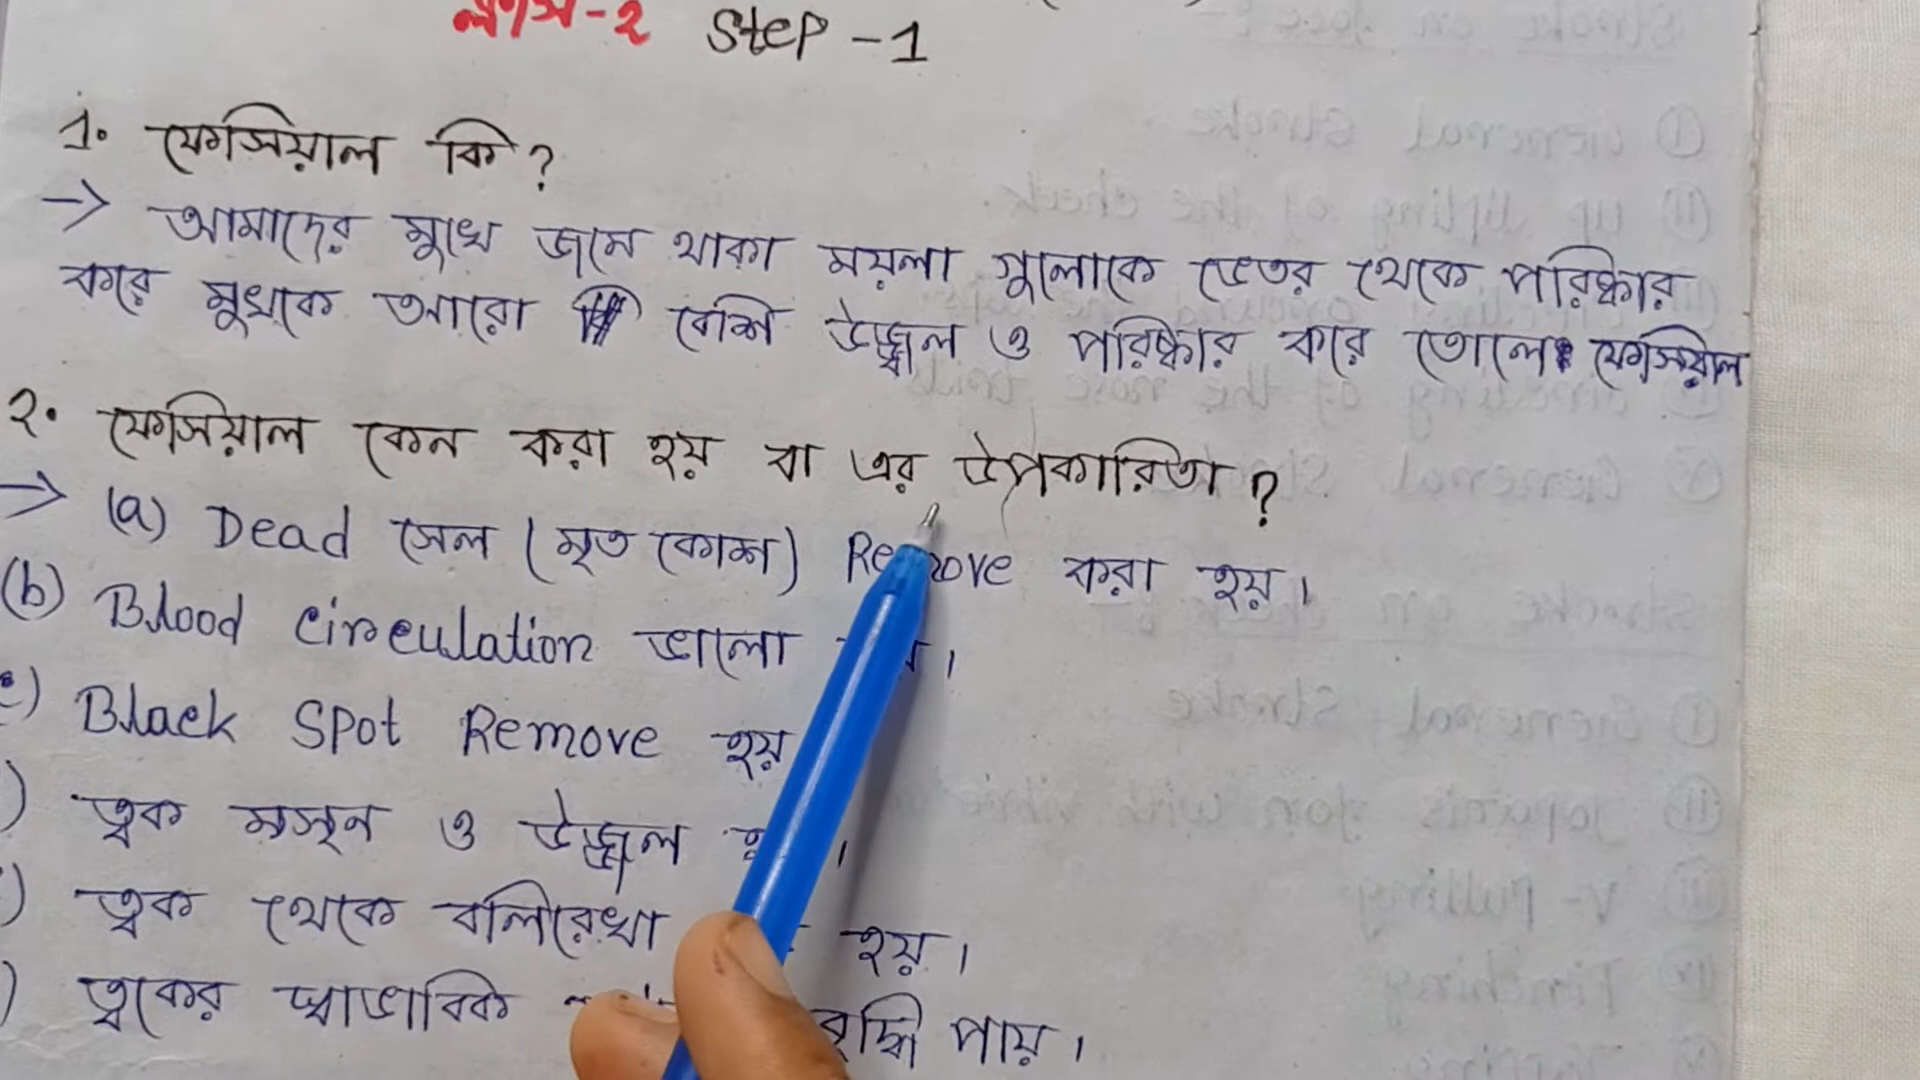 ক্লাস-২ Step -1
1. ফেসিয়াল কি?
→ আমাদের মুখে জমে থাকা ময়লা গুলোকে ভেতর থেকে পরিষ্কার
করে মুখকে আরো বেশি উজ্জ্বল ও পরিষ্কার করে তোলে ফেসিয়াল
২. ফেসিয়াল কেন করা হয় বা এর উপকারিতা?
→ (a) Dead সেল (মৃত কোশ) Remove করা হয়।
(b) Blood circulation ভালো
c) Black Spot Remove হয়
) ত্বক মসৃন ও উজ্জ্বল
) ত্বক থেকে বলিরেখা হয়।
) ত্বকের স্বাভাবিক বৃদ্ধি পায়।